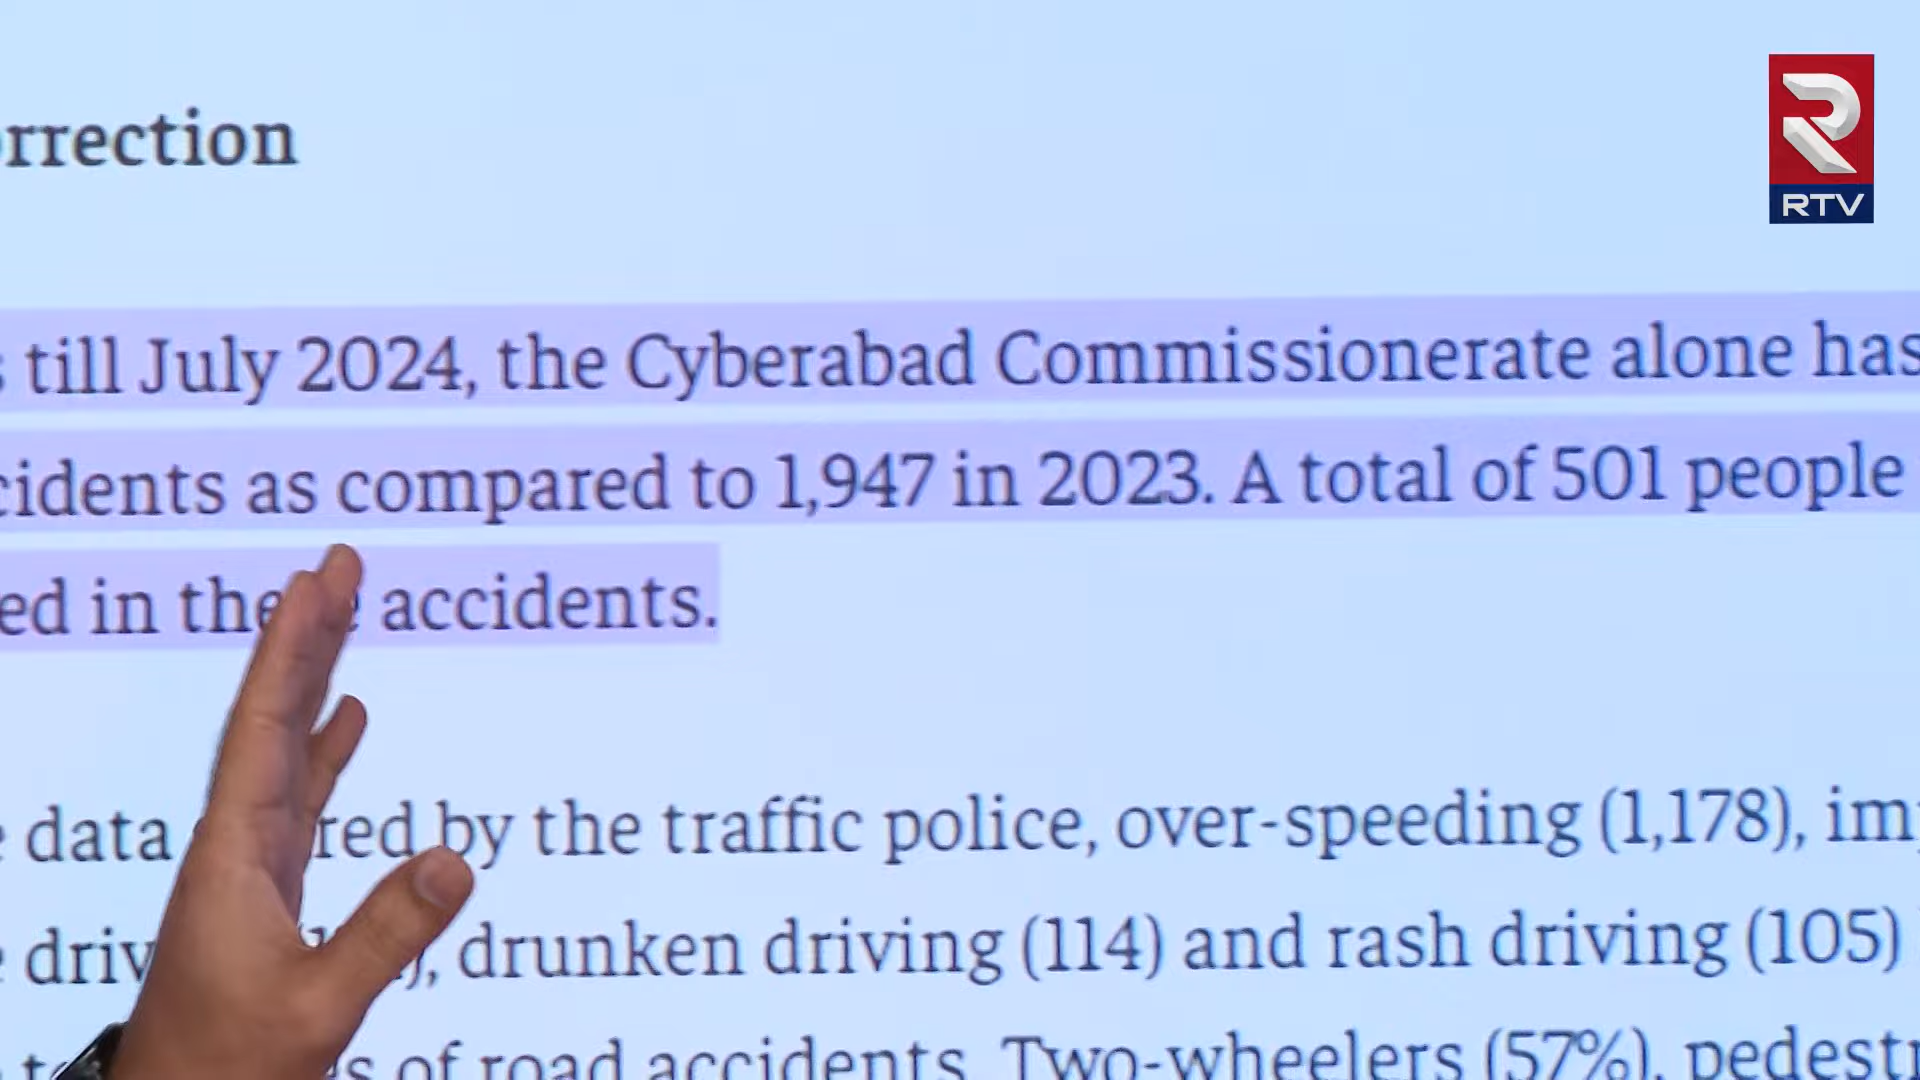 rrection
RTV
till July 2024, the Cyberabad Commissionerate alone has
cidents as compared to 1,947 in 2023. A total of 501 people
ed in the accidents.
data red by the traffic police, over-speeding (1,178), im
driv , drunken driving (114) and rash driving (105)
s of road accidents. Two-wheelers (57%), pedestr